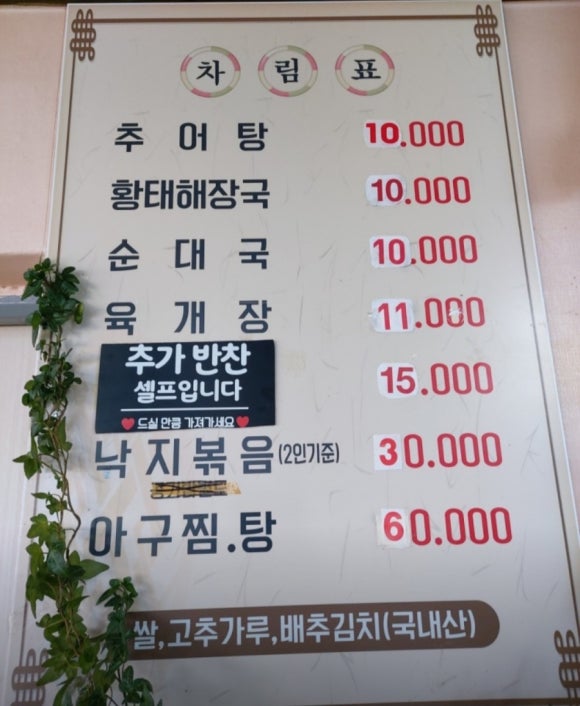 차림표
추어탕 10.000
황태해장국 10.000
순대국 10.000
육개장 11.000
추가 반찬
셀프입니다
드실 만큼 가져가세요
15.000
낙지볶음(2인기준) 30.000
아구찜.탕 60.000
쌀,고추가루,배추김치(국내산)